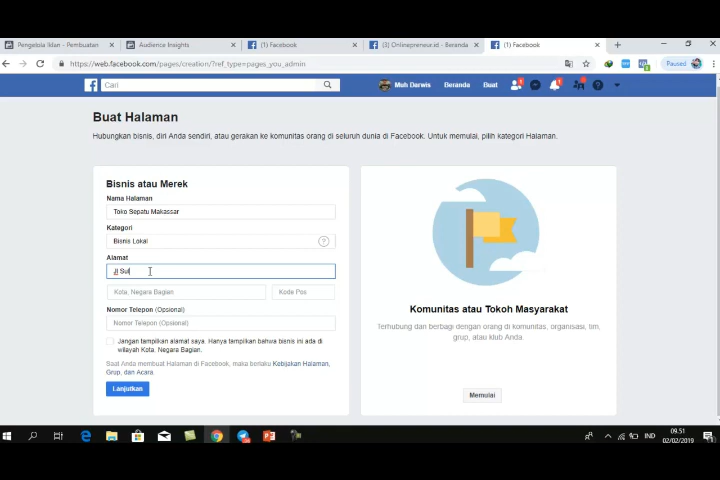 Pengelola Iklan - Pembuatan
Audience Insights
(1) Facebook
(3) Onlinepreneur.id - Beranda
(1) Facebook
https://web.facebook.com/pages/creation/?ref_type=pages_you_admin
Paused
Cari
Muh Darwis
Beranda
Buat
Buat Halaman
Hubungkan bisnis, diri Anda sendiri, atau gerakan ke komunitas orang di seluruh dunia di Facebook. Untuk memulai, pilih kategori Halaman.
Bisnis atau Merek
Nama Halaman
Toko Sepatu Makassar
Kategori
Bisnis Lokal
Alamat
Jl Sul
Kota, Negara Bagian
Kode Pos
Nomor Telepon (Opsional)
Nomor Telepon (Opsional)
Jangan tampilkan alamat saya. Hanya tampilkan bahwa bisnis ini ada di
wilayah Kota, Negara Bagian.
Saat Anda membuat Halaman di Facebook, maka berlaku Kebijakan Halaman,
Grup, dan Acara.
Lanjutkan
Komunitas atau Tokoh Masyarakat
Terhubung dan berbagi dengan orang di komunitas, organisasi, tim,
grup, atau klub Anda.
Memulai
IND
09.51
02/02/2019